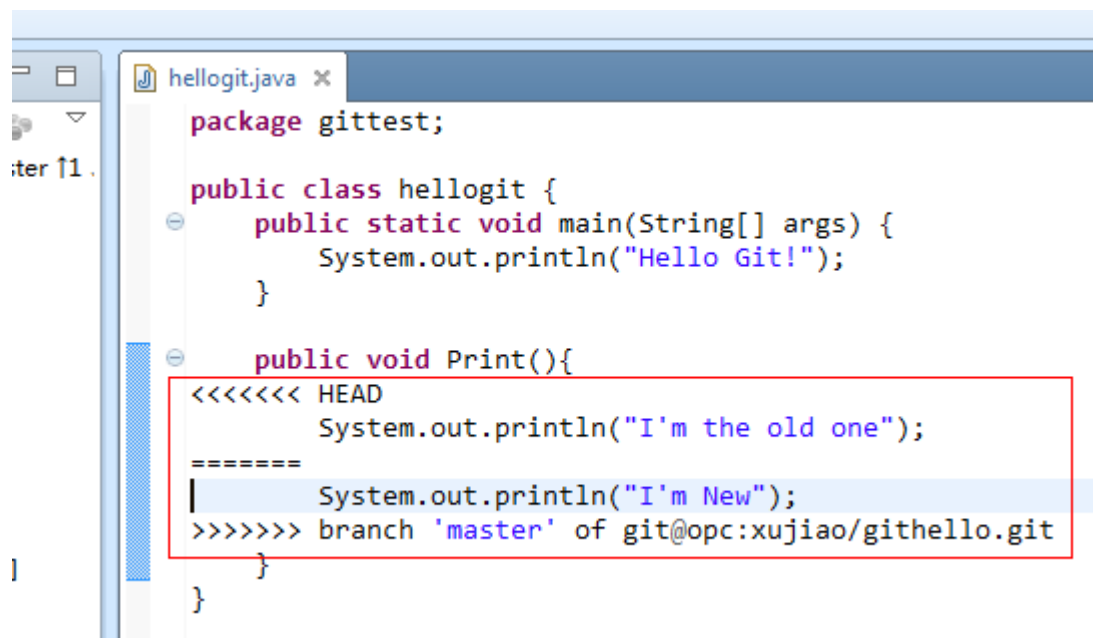 hellogit.java
ster ↑1 .
package gittest;
public class hellogit {
public static void main(String[] args) {
System.out.println("Hello Git!");
}
public void Print(){
<<<<<<< HEAD
System.out.println("I'm the old one");
=======
System.out.println("I'm New");
>>>>>>> branch 'master' of git@opc:xujiao/githello.git
}
}
]